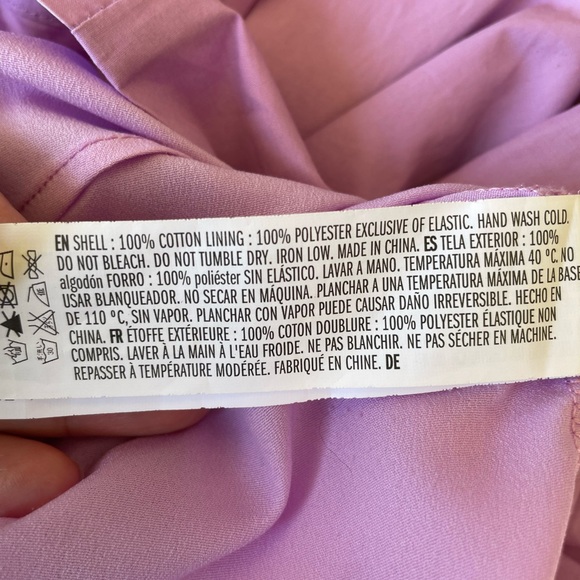 EN SHELL : 100% COTTON LINING : 100% POLYESTER EXCLUSIVE OF ELASTIC. HAND WASH COLD.
DO NOT BLEACH. DO NOT TUMBLE DRY. IRON LOW. MADE IN CHINA. ES TELA EXTERIOR : 100%
algodón FORRO : 100% poliéster SIN ELÁSTICO. LAVAR A MANO. TEMPERATURA MÁXIMA 40 °C. NO
USAR BLANQUEADOR. NO SECAR EN MÁQUINA. PLANCHAR A UNA TEMPERATURA MÁXIMA DE LA BASE
DE 110 °C, SIN VAPOR. PLANCHAR CON VAPOR PUEDE CAUSAR DAÑO IRREVERSIBLE. HECHO EN
CHINA. FR ÉTOFFE EXTÉRIEURE : 100% COTON DOUBLURE : 100% POLYESTER ÉLASTIQUE NON
COMPRIS. LAVER À LA MAIN À L'EAU FROIDE. NE PAS BLANCHIR. NE PAS SÉCHER EN MACHINE.
REPASSER À TEMPÉRATURE MODÉRÉE. FABRIQUÉ EN CHINE. DE
30